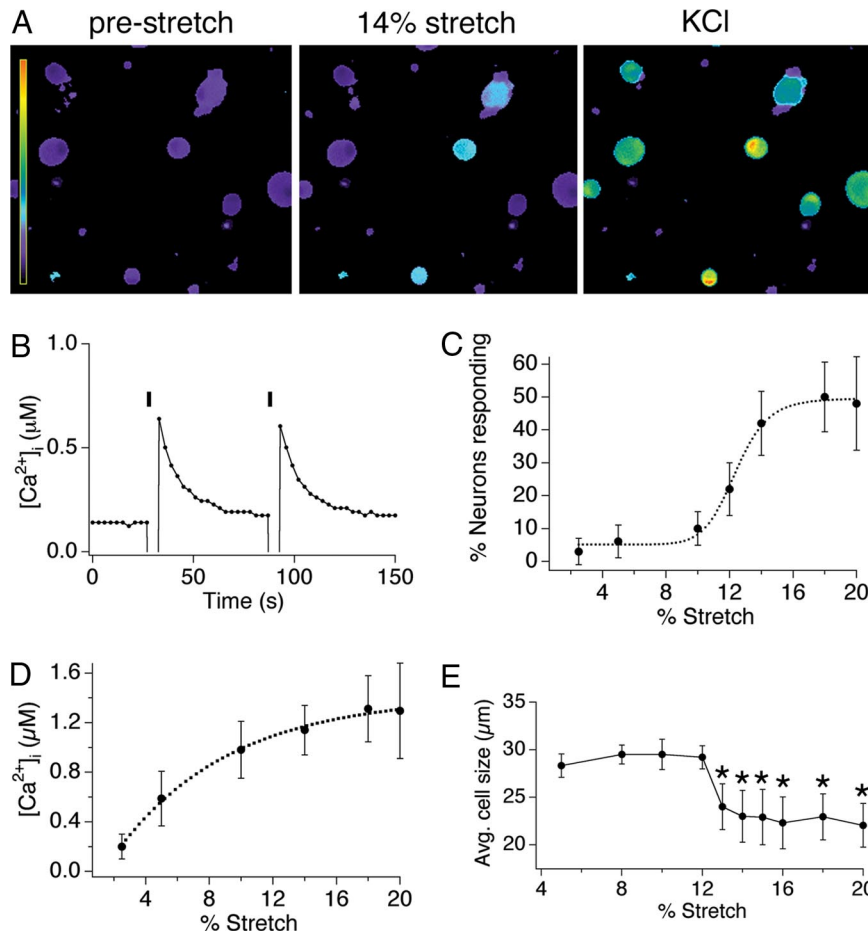 A
pre-stretch
14% stretch
KCl
B
1.0
0.5
0.0
[Ca²⁺]ᵢ (μM)
0
50
100
150
Time (s)
C
60
50
40
30
20
10
0
% Neurons responding
4
8
12
16
20
% Stretch
D
1.6
1.2
0.8
0.4
0.0
[Ca²⁺]ᵢ (μM)
4
8
12
16
20
% Stretch
E
35
30
25
20
Avg. cell size (μm)
* * * * * *
4
8
12
16
20
% Stretch